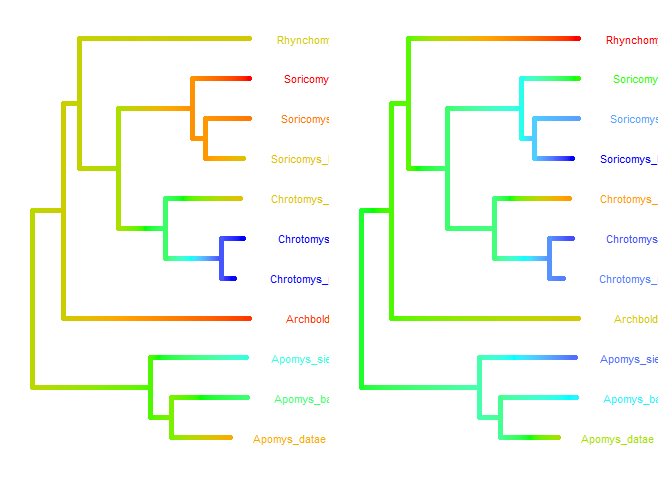 Rhynchom
Soricomy
Soricomys
Soricomys_
Chrotomys_
Chrotomys
Chrotomys_
Archbold
Apomys_sie
Apomys_ba
Apomys_datae
Rhynchom
Soricomy
Soricomys
Soricomys_
Chrotomys_
Chrotomys
Chrotomys_
Archbold
Apomys_sie
Apomys_ba
Apomys_datae